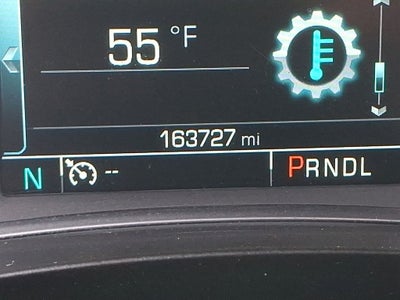 55 °F
163727 mi
N -- PRNDL